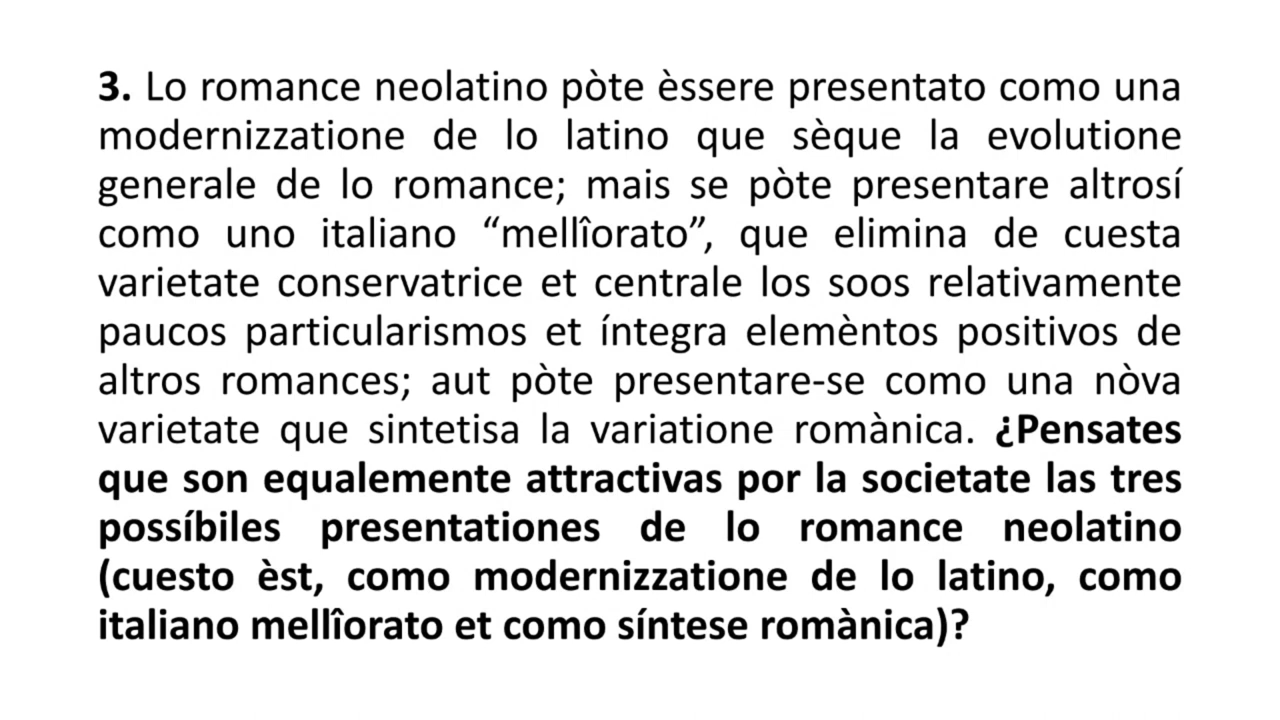 3. Lo romance neolatino pòte èssere presentato como una
modernizzatione de lo latino que sèque la evolutione
generale de lo romance; mais se pòte presentare altrosí
como uno italiano “mellîorato”, que elimina de cuesta
varietate conservatrice et centrale los soos relativamente
paucos particularismos et íntegra elemèntos positivos de
altros romances; aut pòte presentare-se como una nòva
varietate que sintetisa la variatione romànica. ¿Pensates
que son equalemente attractivas por la societate las tres
possíbiles presentationes de lo romance neolatino
(cuesto èst, como modernizzatione de lo latino, como
italiano mellîorato et como síntese romànica)?